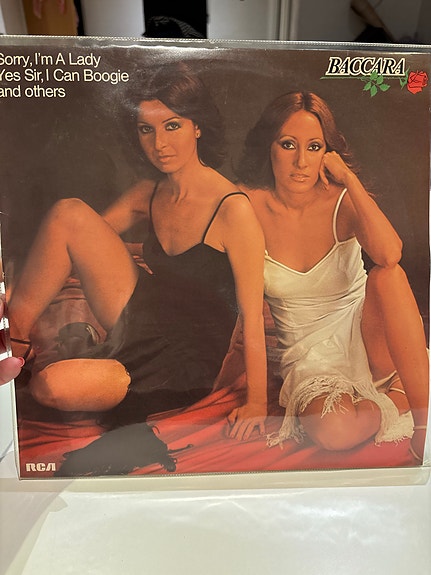 Sorry, I'm A Lady
Yes Sir, I Can Boogie
and others
BACCARA
RCA